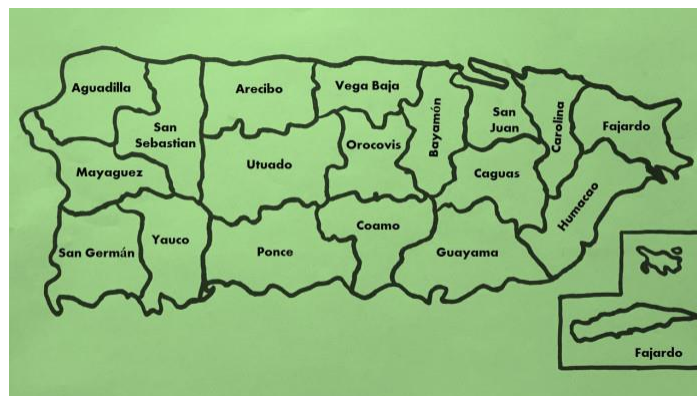 Aguadilla
Arecibo
Vega Baja
Bayamón
San
Juan
Carolina
Fajardo
San
Sebastian
Mayaguez
Utuado
Orocovis
Caguas
Humacao
San Germán
Yauco
Ponce
Coamo
Guayama
Fajardo